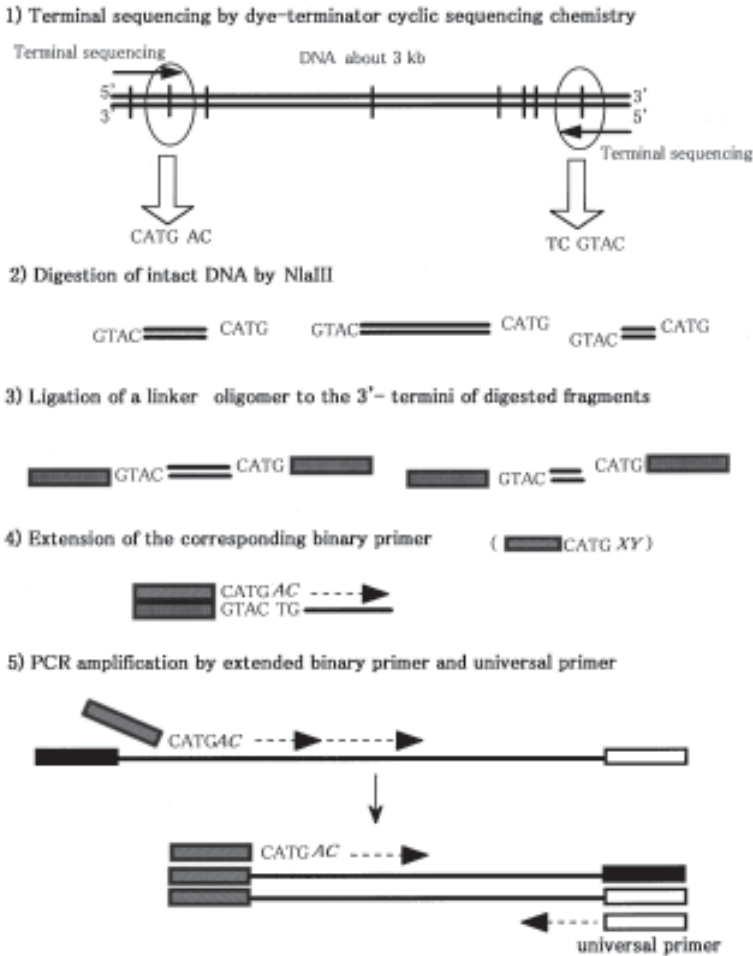 1) Terminal sequencing by dye-terminator cyclic sequencing chemistry
Terminal sequencing
DNA about 3 kb
5' 3'
3' 5'
Terminal sequencing
CATG AC
TC GTAC
2) Digestion of intact DNA by NlaIII
GTAC CATG GTAC CATG GTAC CATG
3) Ligation of a linker oligomer to the 3'- termini of digested fragments
GTAC CATG GTAC CATG
4) Extension of the corresponding binary primer ( CATG XY )
CATG AC
GTAC TG
5) PCR amplification by extended binary primer and universal primer
CATGAC
CATG AC
universal primer